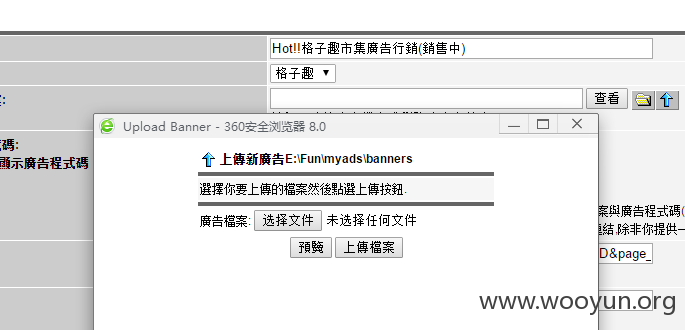 Hot!!格子趣市集廣告行銷(銷售中)
格子趣 ▼
: 查看
Upload Banner - 360安全浏览器 8.0
碼:
顯示廣告程式碼
上傳新廣告E:\Fun\myads\banners
選擇你要上傳的檔案然後點選上傳按鈕.
廣告檔案: 选择文件 未选择任何文件
預覽 上傳檔案
案與廣告程式碼(
連結,除非你提供一
D&page_
www.wooyun.org